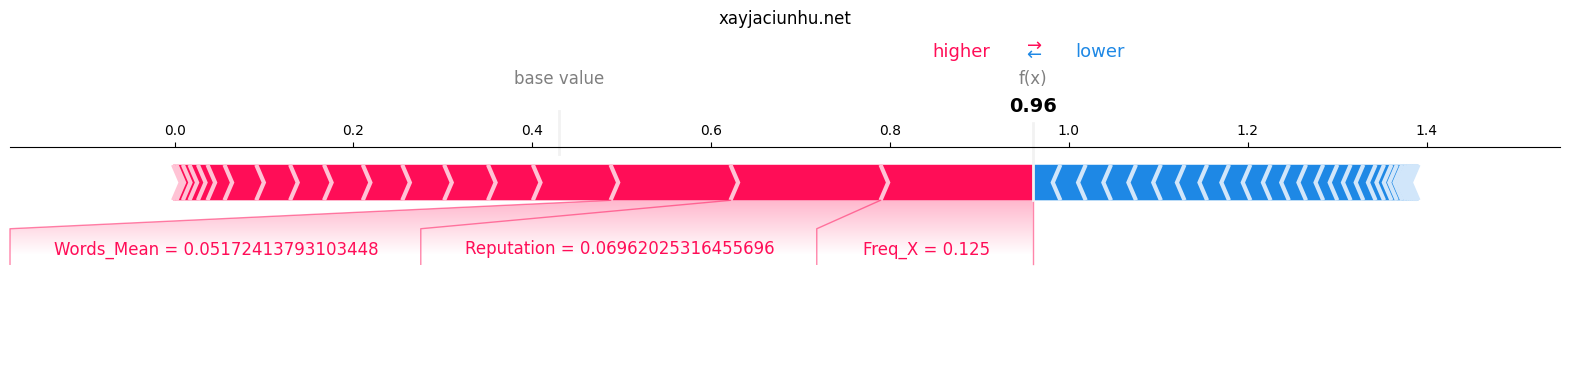 xayjaciunhu.net
higher → ← lower
base value f(x)
0.96
0.0 0.2 0.4 0.6 0.8 1.0 1.2 1.4
Words_Mean = 0.05172413793103448 Reputation = 0.06962025316455696 Freq_X = 0.125